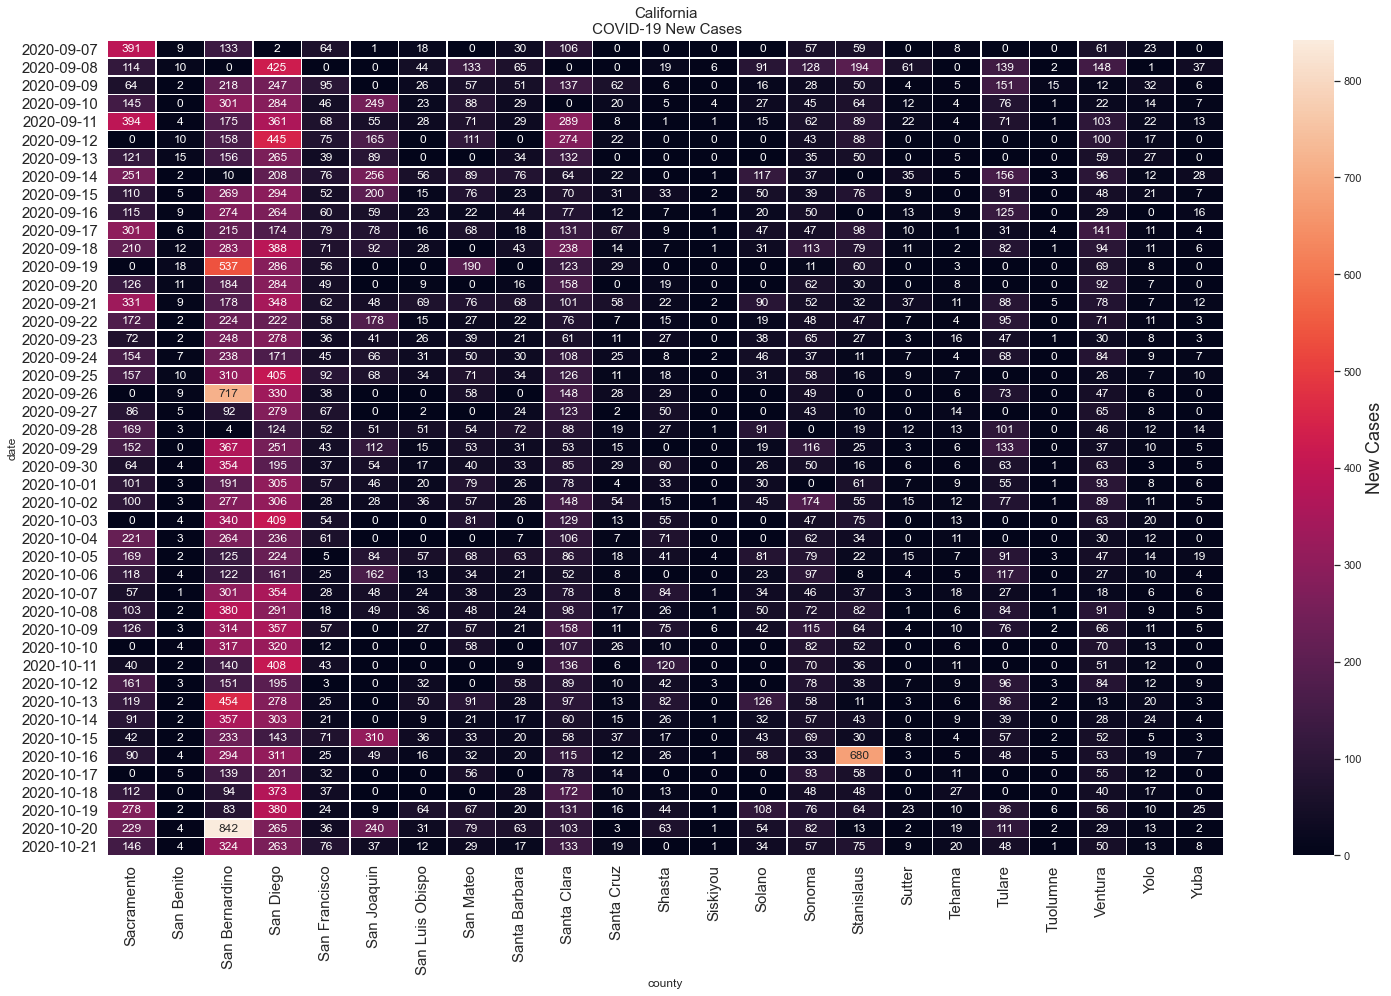 California
COVID-19 New Cases
2020-09-07 391 9 133 2 64 1 18 0 30 106 0 0 0 0 57 59 0 8 0 0 61 23 0
2020-09-08 114 10 0 425 0 0 44 133 65 0 0 19 6 91 128 194 61 0 139 2 148 1 37
2020-09-09 64 2 218 247 95 0 26 57 51 137 62 6 0 16 28 50 4 5 151 15 12 32 6
2020-09-10 145 0 301 284 46 249 23 88 29 0 20 5 4 27 45 64 12 4 76 1 22 14 7
2020-09-11 394 4 175 361 68 55 28 71 29 289 8 1 1 15 62 89 22 4 71 1 103 22 13
2020-09-12 0 10 158 445 75 165 0 111 0 274 22 0 0 0 43 88 0 0 0 0 100 17 0
2020-09-13 121 15 156 265 39 89 0 0 34 132 0 0 0 0 35 50 0 5 0 0 59 27 0
2020-09-14 251 2 10 208 76 256 56 89 76 64 22 0 1 117 37 0 35 5 156 3 96 12 28
2020-09-15 110 5 269 294 52 200 15 76 23 70 31 33 2 50 39 76 9 0 91 0 48 21 7
2020-09-16 115 9 274 264 60 59 23 22 44 77 12 7 1 20 50 0 13 9 125 0 29 0 16
2020-09-17 301 6 215 174 79 78 16 68 18 131 67 9 1 47 47 98 10 1 31 4 141 11 4
2020-09-18 210 12 283 388 71 92 28 0 43 238 14 7 1 31 113 79 11 2 82 1 94 11 6
2020-09-19 0 18 537 286 56 0 0 190 0 123 29 0 0 0 11 60 0 3 0 0 69 8 0
2020-09-20 126 11 184 284 49 0 9 0 16 158 0 19 0 0 62 30 0 8 0 0 92 7 0
2020-09-21 331 9 178 348 62 48 69 76 68 101 58 22 2 90 52 32 37 11 88 5 78 7 12
2020-09-22 172 2 224 222 58 178 15 27 22 76 7 15 0 19 48 47 7 4 95 0 71 11 3
2020-09-23 72 2 248 278 36 41 26 39 21 61 11 27 0 38 65 27 3 16 47 1 30 8 3
2020-09-24 154 7 238 171 45 66 31 50 30 108 25 8 2 46 37 11 7 4 68 0 84 9 7
2020-09-25 157 10 310 405 92 68 34 71 34 126 11 18 0 31 58 16 9 7 0 0 26 7 10
2020-09-26 0 9 717 330 38 0 0 58 0 148 28 29 0 0 49 0 0 6 73 0 47 6 0
2020-09-27 86 5 92 279 67 0 2 0 24 123 2 50 0 0 43 10 0 14 0 0 65 8 0
2020-09-28 169 3 4 124 52 51 51 54 72 88 19 27 1 91 0 19 12 13 101 0 46 12 14
2020-09-29 152 0 367 251 43 112 15 53 31 53 15 0 0 19 116 25 3 6 133 0 37 10 5
2020-09-30 64 4 354 195 37 54 17 40 33 85 29 60 0 26 50 16 6 6 63 1 63 3 5
2020-10-01 101 3 191 305 57 46 20 79 26 78 4 33 0 30 0 61 7 9 55 1 93 8 6
2020-10-02 100 3 277 306 28 28 36 57 26 148 54 15 1 45 174 55 15 12 77 1 89 11 5
2020-10-03 0 4 340 409 54 0 0 81 0 129 13 55 0 0 47 75 0 13 0 0 63 20 0
2020-10-04 221 3 264 236 61 0 0 0 7 106 7 71 0 0 62 34 0 11 0 0 30 12 0
2020-10-05 169 2 125 224 5 84 57 68 63 86 18 41 4 81 79 22 15 7 91 3 47 14 19
2020-10-06 118 4 122 161 25 162 13 34 21 52 8 0 0 23 97 8 4 5 117 0 27 10 4
2020-10-07 57 1 301 354 28 48 24 38 23 78 8 84 1 34 46 37 3 18 27 1 18 6 6
2020-10-08 103 2 380 291 18 49 36 48 24 98 17 26 1 50 72 82 1 6 84 1 91 9 5
2020-10-09 126 3 314 357 57 0 27 57 21 158 11 75 6 42 115 64 4 10 76 2 66 11 5
2020-10-10 0 4 317 320 12 0 0 58 0 107 26 10 0 0 82 52 0 6 0 0 70 13 0
2020-10-11 40 2 140 408 43 0 0 0 9 136 6 120 0 0 70 36 0 11 0 0 51 12 0
2020-10-12 161 3 151 195 3 0 32 0 58 89 10 42 3 0 78 38 7 9 96 3 84 12 9
2020-10-13 119 2 454 278 25 0 50 91 28 97 13 82 0 126 58 11 3 6 86 2 13 20 3
2020-10-14 91 2 357 303 21 0 9 21 17 60 15 26 1 32 57 43 0 9 39 0 28 24 4
2020-10-15 42 2 233 143 71 310 36 33 20 58 37 17 0 43 69 30 8 4 57 2 52 5 3
2020-10-16 90 4 294 311 25 49 16 32 20 115 12 26 1 58 33 680 3 5 48 5 53 19 7
2020-10-17 0 5 139 201 32 0 0 56 0 78 14 0 0 0 93 58 0 11 0 0 55 12 0
2020-10-18 112 0 94 373 37 0 0 0 28 172 10 13 0 0 48 48 0 27 0 0 40 17 0
2020-10-19 278 2 83 380 24 9 64 67 20 131 16 44 1 108 76 64 23 10 86 6 56 10 25
2020-10-20 229 4 842 265 36 240 31 79 63 103 3 63 1 54 82 13 2 19 111 2 29 13 2
2020-10-21 146 4 324 263 76 37 12 29 17 133 19 0 1 34 57 75 9 20 48 1 50 13 8
date
Sacramento
San Benito
San Bernardino
San Diego
San Francisco
San Joaquin
San Luis Obispo
San Mateo
Santa Barbara
Santa Clara
Santa Cruz
Shasta
Siskiyou
Solano
Sonoma
Stanislaus
Sutter
Tehama
Tulare
Tuolumne
Ventura
Yolo
Yuba
county
800
700
600
500
400
300
200
100
0
New Cases